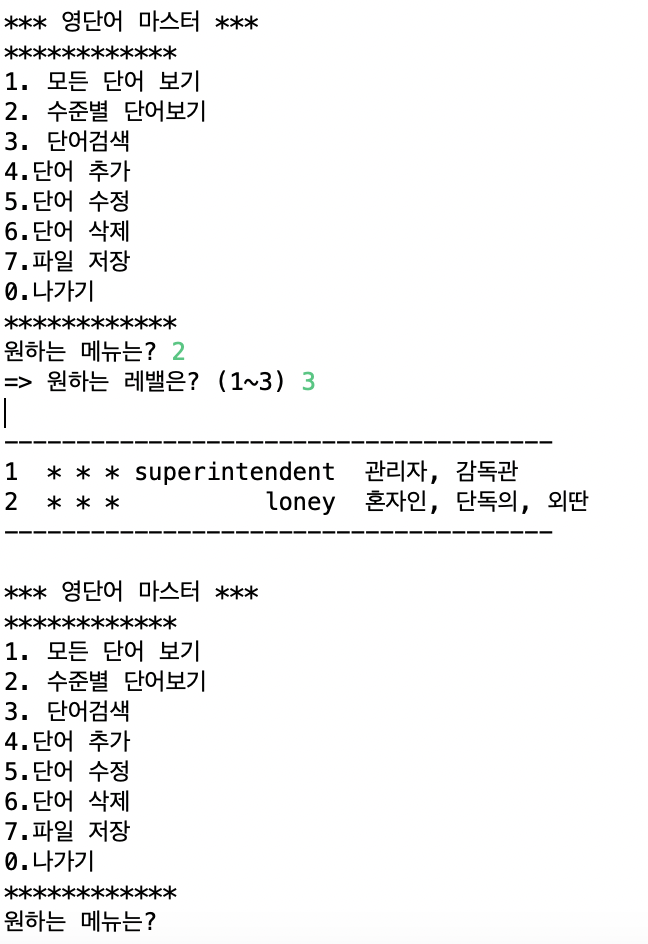 *** 영단어 마스터 ***
************
1. 모든 단어 보기
2. 수준별 단어보기
3. 단어검색
4.단어 추가
5.단어 수정
6.단어 삭제
7.파일 저장
0.나가기
************
원하는 메뉴는? 2
=> 원하는 레밸은? (1~3) 3
--------------------------------------
1 * * * superintendent 관리자, 감독관
2 * * * loney 혼자인, 단독의, 외딴
--------------------------------------
*** 영단어 마스터 ***
************
1. 모든 단어 보기
2. 수준별 단어보기
3. 단어검색
4.단어 추가
5.단어 수정
6.단어 삭제
7.파일 저장
0.나가기
************
원하는 메뉴는?